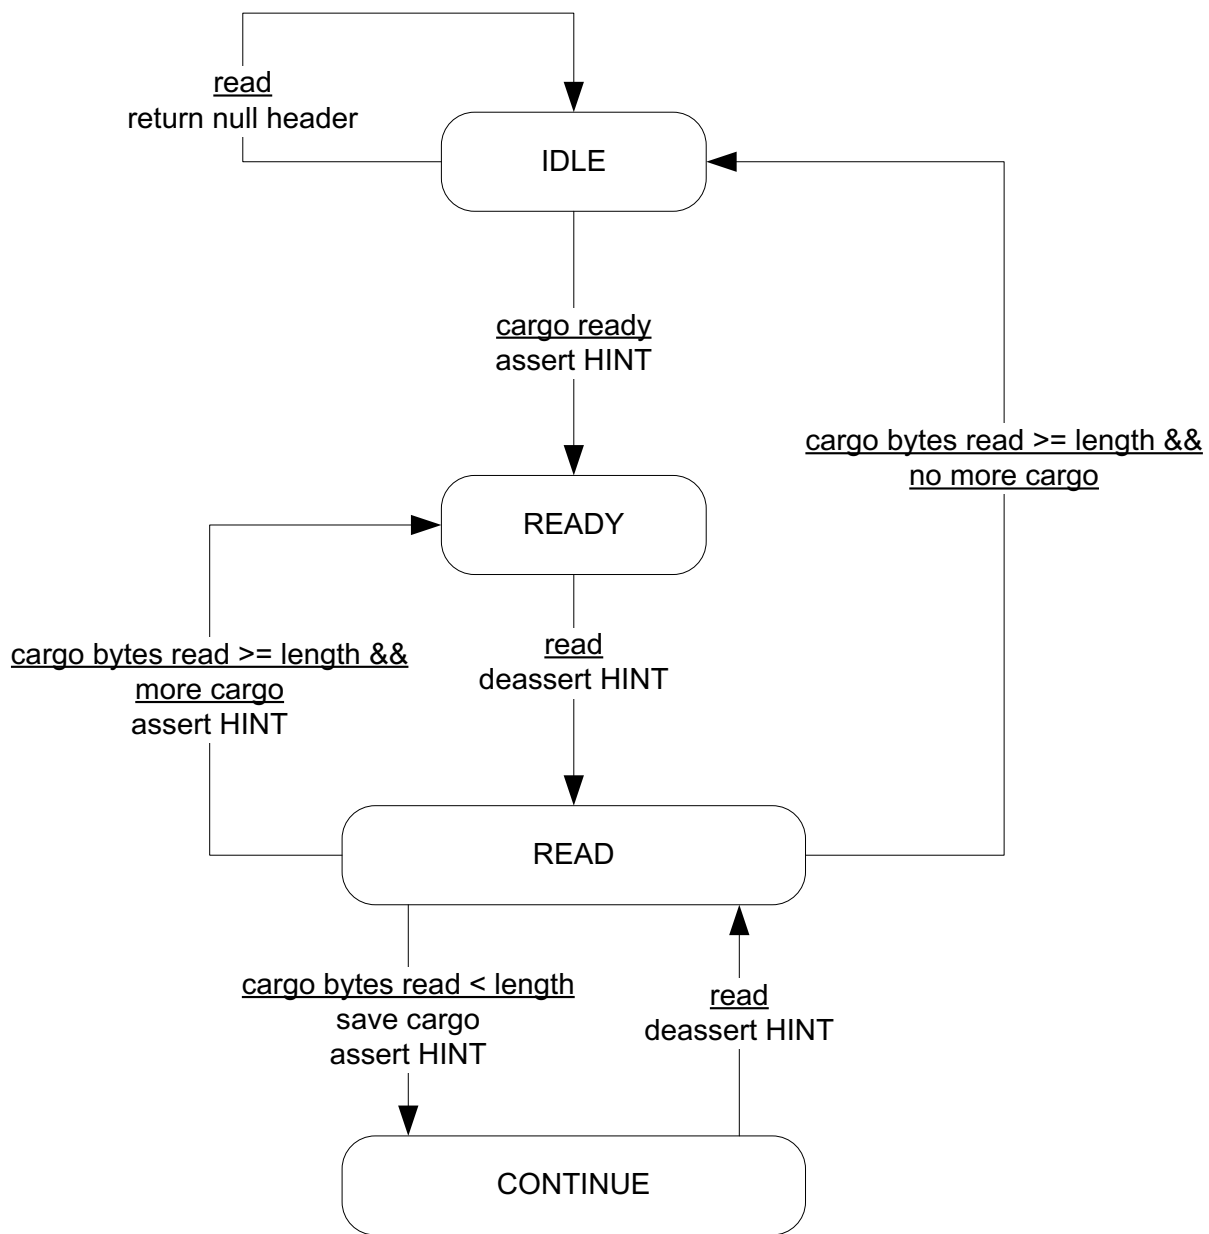 read
return null header
IDLE
cargo ready
assert HINT
cargo bytes read >= length &&
no more cargo
READY
cargo bytes read >= length &&
more cargo
assert HINT
read
deassert HINT
READ
cargo bytes read < length
save cargo
assert HINT
read
deassert HINT
CONTINUE